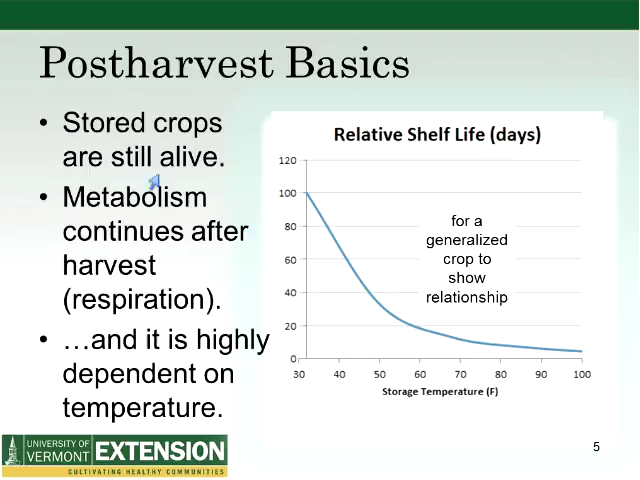 Postharvest Basics
• Stored crops
are still alive.
• Metabolism
continues after
harvest
(respiration).
• …and it is highly
dependent on
temperature.
Relative Shelf Life (days)
120
100
80
60
40
20
0
for a
generalized
crop to
show
relationship
30 40 50 60 70 80 90 100
Storage Temperature (F)
UNIVERSITY OF
VERMONT
EXTENSION
CULTIVATING HEALTHY COMMUNITIES
5